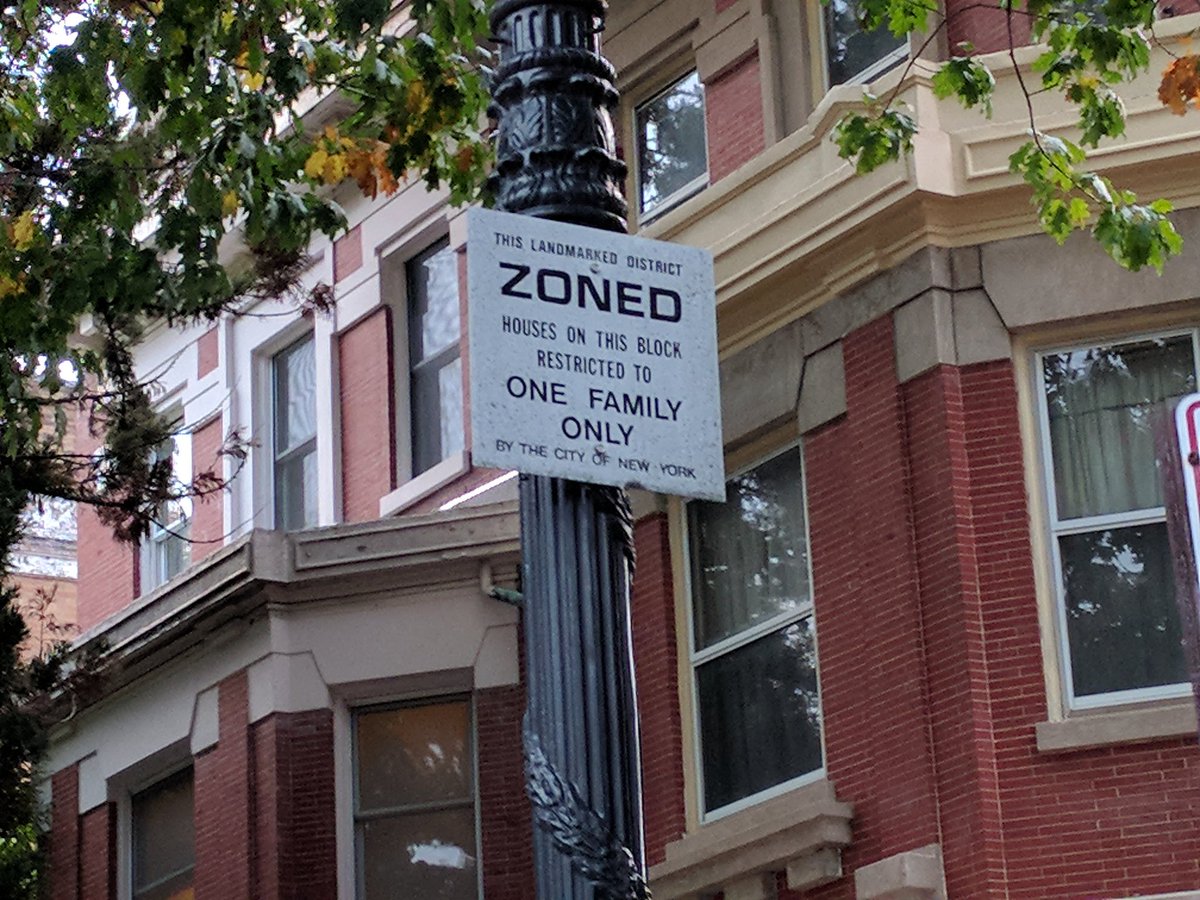 THIS LANDMARKED DISTRICT
ZONED
HOUSES ON THIS BLOCK
RESTRICTED TO
ONE FAMILY
ONLY
BY THE CITY OF NEW YORK